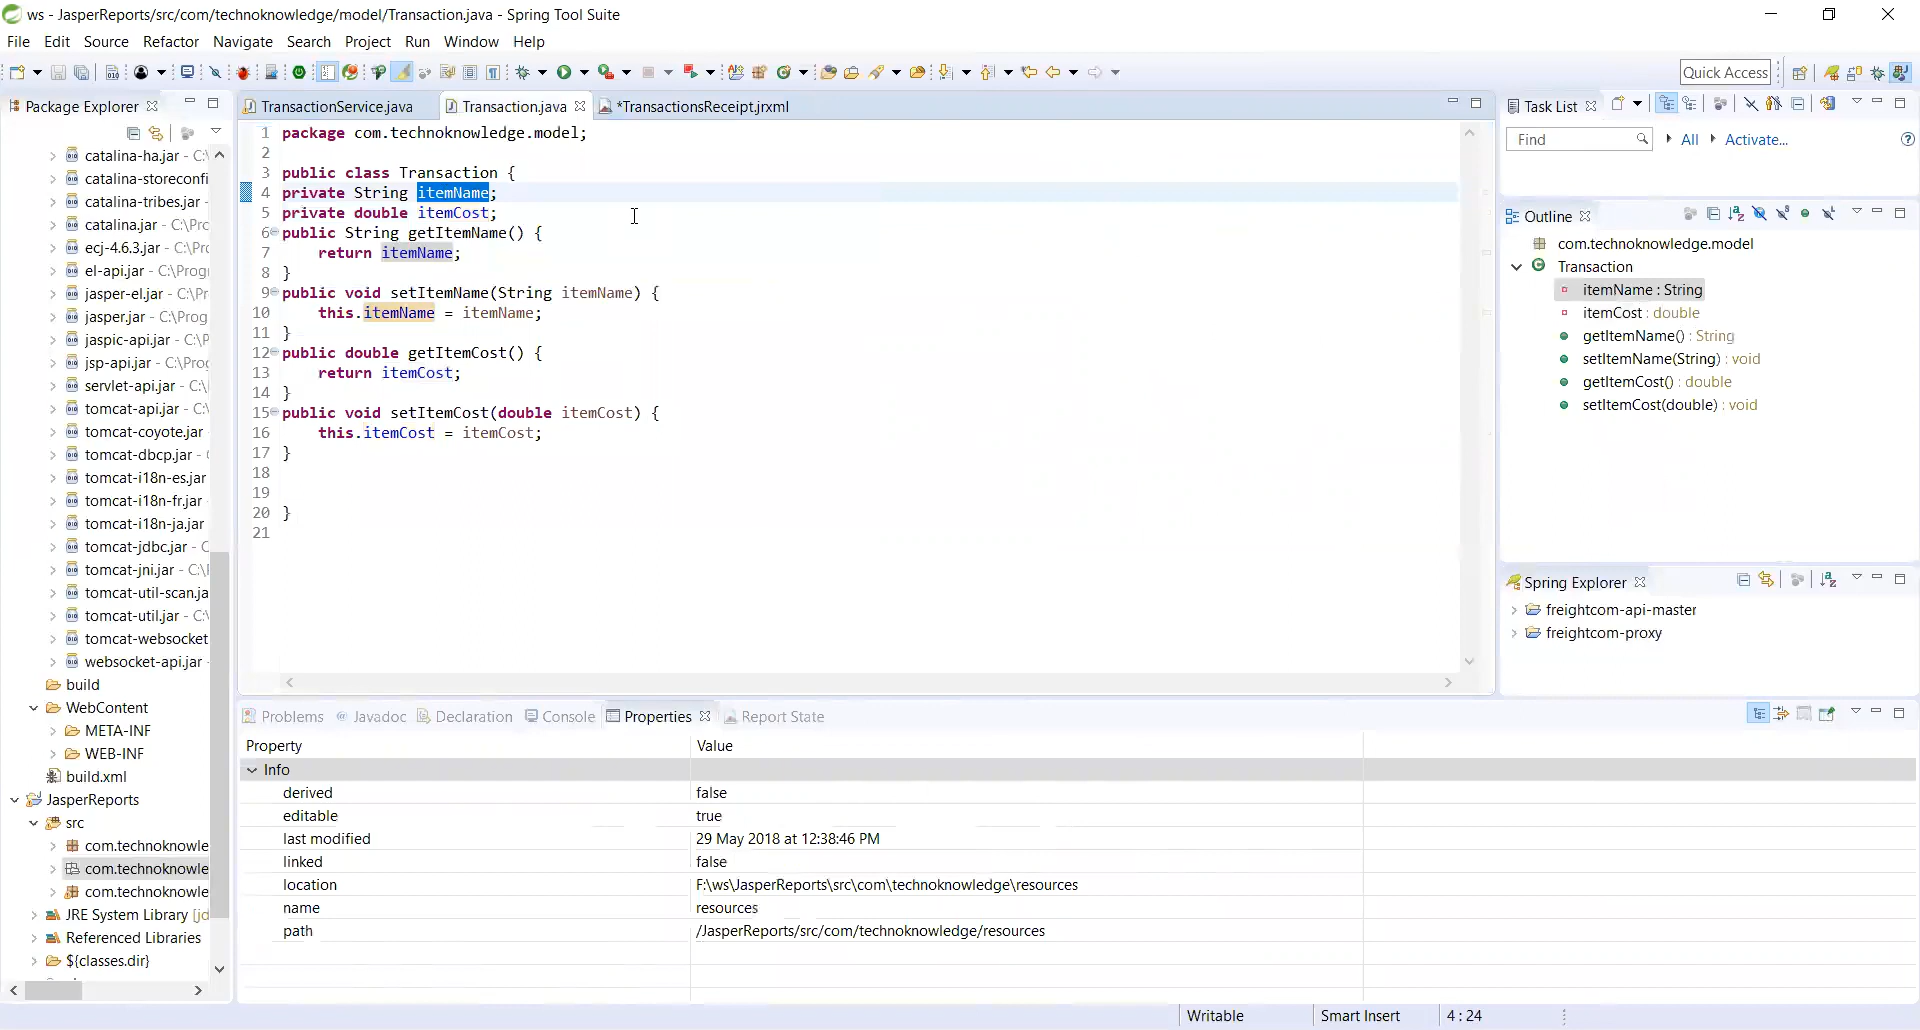 ws - JasperReports/src/com/technoknowledge/model/Transaction.java - Spring Tool Suite
File Edit Source Refactor Navigate Search Project Run Window Help
Quick Access
Package Explorer
catalina-ha.jar - C:\
catalina-storeconfi
catalina-tribes.jar -
catalina.jar - C:\Pro
ecj-4.6.3.jar - C:\Pr
el-api.jar - C:\Progr
jasper-el.jar - C:\Pr
jasper.jar - C:\Prog
jaspic-api.jar - C:\P
jsp-api.jar - C:\Proc
servlet-api.jar - C:\
tomcat-api.jar - C:\
tomcat-coyote.jar
tomcat-dbcp.jar -
tomcat-i18n-es.jar
tomcat-i18n-fr.jar
tomcat-i18n-ja.jar
tomcat-jdbc.jar - C
tomcat-jni.jar - C:\
tomcat-util-scan.ja
tomcat-util.jar - C:\
tomcat-websocket
websocket-api.jar
build
WebContent
META-INF
WEB-INF
build.xml
JasperReports
src
com.technoknowle
com.technoknowle
com.technoknowle
JRE System Library [jd
Referenced Libraries
${classes.dir}
TransactionService.java Transaction.java *TransactionsReceipt.jrxml
1 package com.technoknowledge.model;
2
3 public class Transaction {
4 private String itemName;
5 private double itemCost;
6 public String getItemName() {
7 return itemName;
8 }
9 public void setItemName(String itemName) {
10 this.itemName = itemName;
11 }
12 public double getItemCost() {
13 return itemCost;
14 }
15 public void setItemCost(double itemCost) {
16 this.itemCost = itemCost;
17 }
18
19
20 }
21
Task List
Find All Activate...
Outline
com.technoknowledge.model
Transaction
itemName : String
itemCost : double
getItemName() : String
setItemName(String) : void
getItemCost() : double
setItemCost(double) : void
Spring Explorer
freightcom-api-master
freightcom-proxy
Problems Javadoc Declaration Console Properties Report State
Property Value
Info
derived false
editable true
last modified 29 May 2018 at 12:38:46 PM
linked false
location F:\ws\JasperReports\src\com\technoknowledge\resources
name resources
path /JasperReports/src/com/technoknowledge/resources
Writable Smart Insert 4 : 24